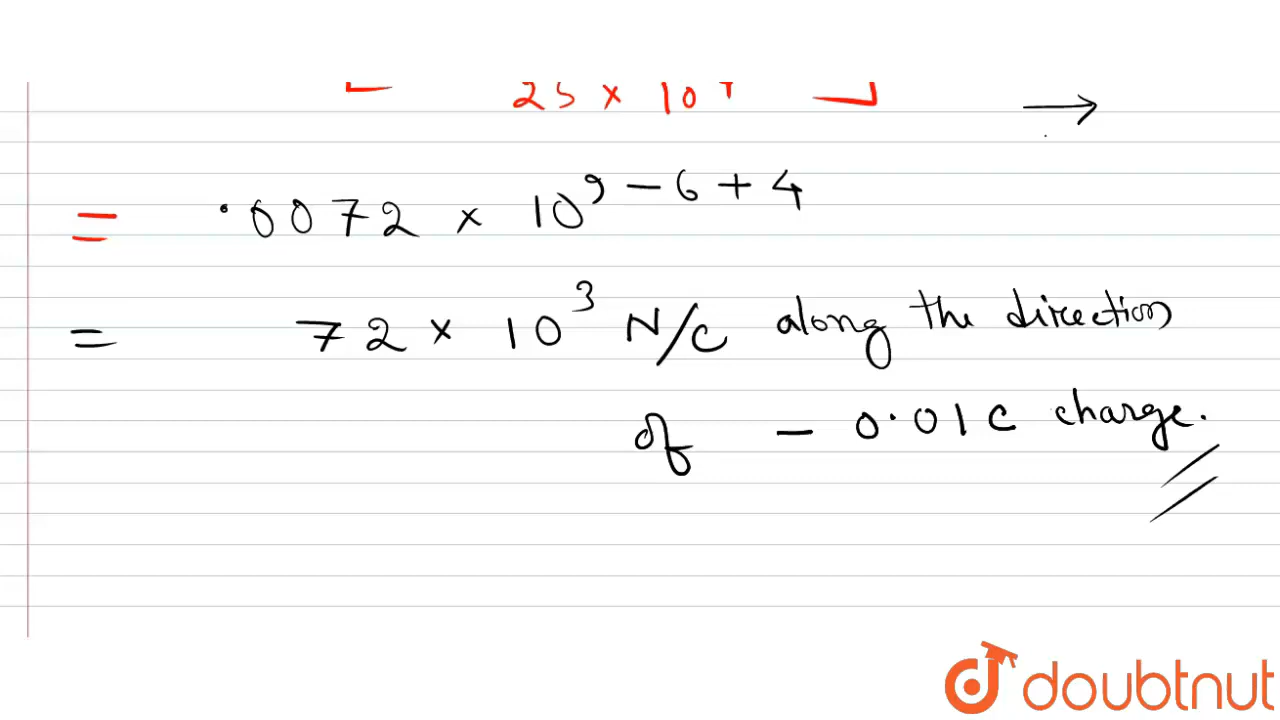 25 × 10
= .0072 × 10^9 - 6 + 4
= 72 × 10^3 N/C along the direction
of - 0.01 C charge.
doubtnut